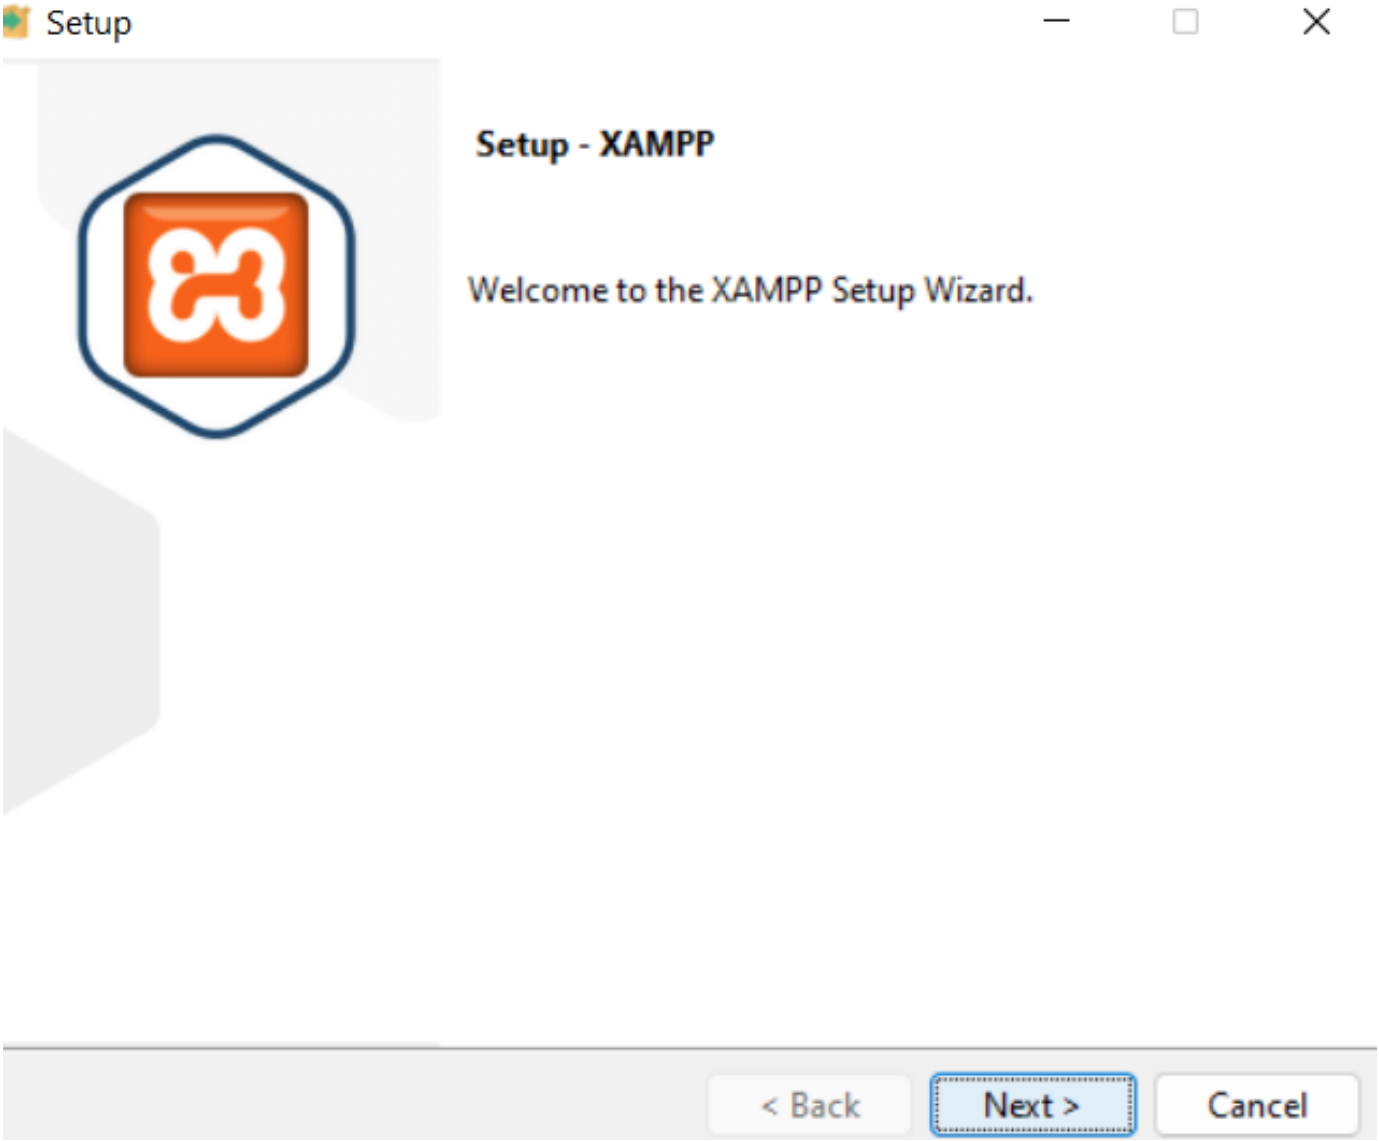 Setup
Setup - XAMPP
Welcome to the XAMPP Setup Wizard.
< Back
Next >
Cancel